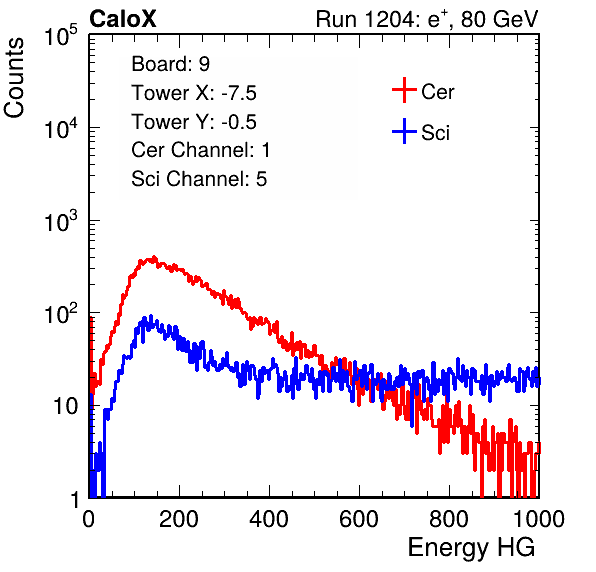 CaloX Run 1204: e⁺, 80 GeV
Counts
10⁵
10⁴
10³
10²
10
1
Board: 9
Tower X: -7.5
Tower Y: -0.5
Cer Channel: 1
Sci Channel: 5
Cer
Sci
0 200 400 600 800 1000
Energy HG